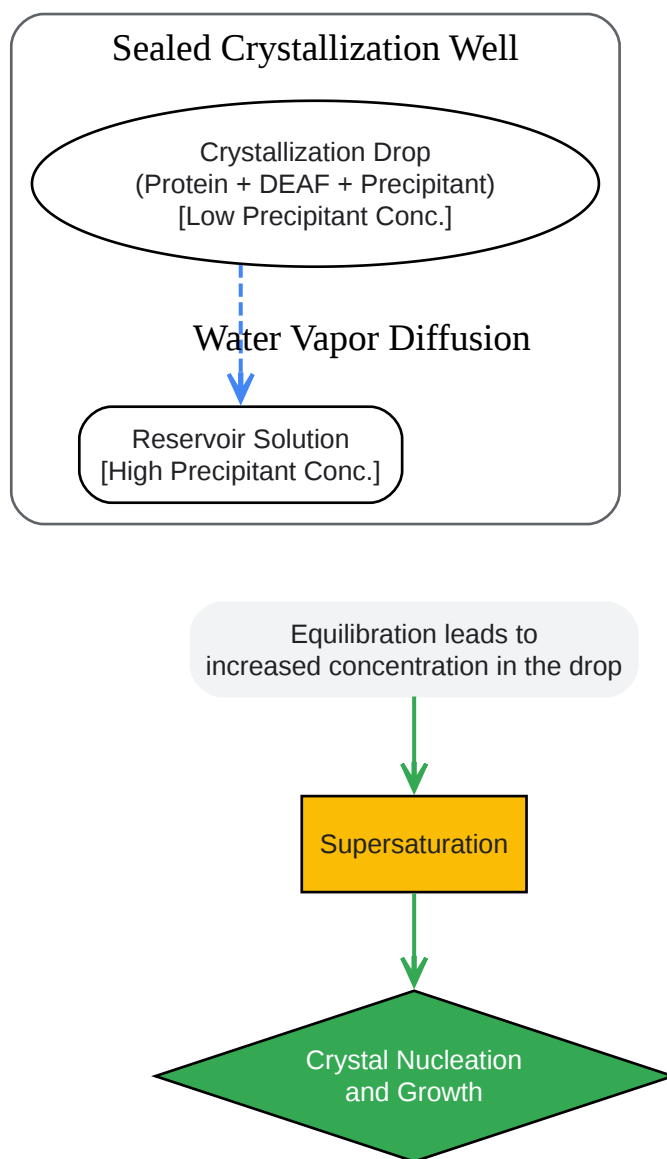 Sealed Crystallization Well
Crystallization Drop
(Protein + DEAF + Precipitant)
[Low Precipitant Conc.]
Water Vapor Diffusion
Reservoir Solution
[High Precipitant Conc.]
Equilibration leads to
increased concentration in the drop
Supersaturation
Crystal Nucleation
and Growth